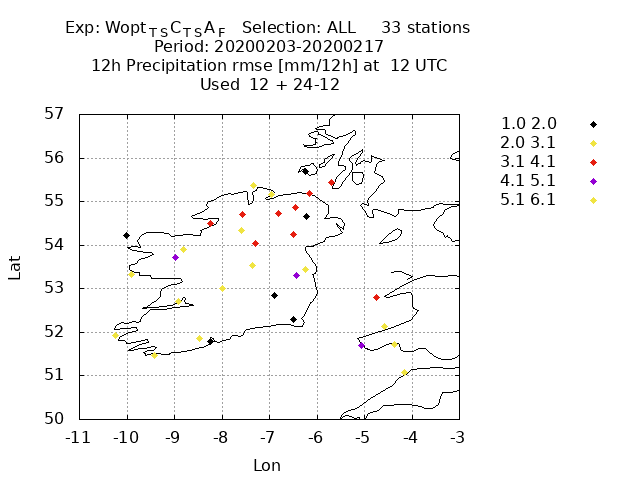 Exp: Wopt_TS C_TS A_F Selection: ALL 33 stations
Period: 20200203-20200217
12h Precipitation rmse [mm/12h] at 12 UTC
Used 12 + 24-12
57
56
55
54
53
52
51
50
-11 -10 -9 -8 -7 -6 -5 -4 -3
Lat
Lon
1.0 2.0
2.0 3.1
3.1 4.1
4.1 5.1
5.1 6.1